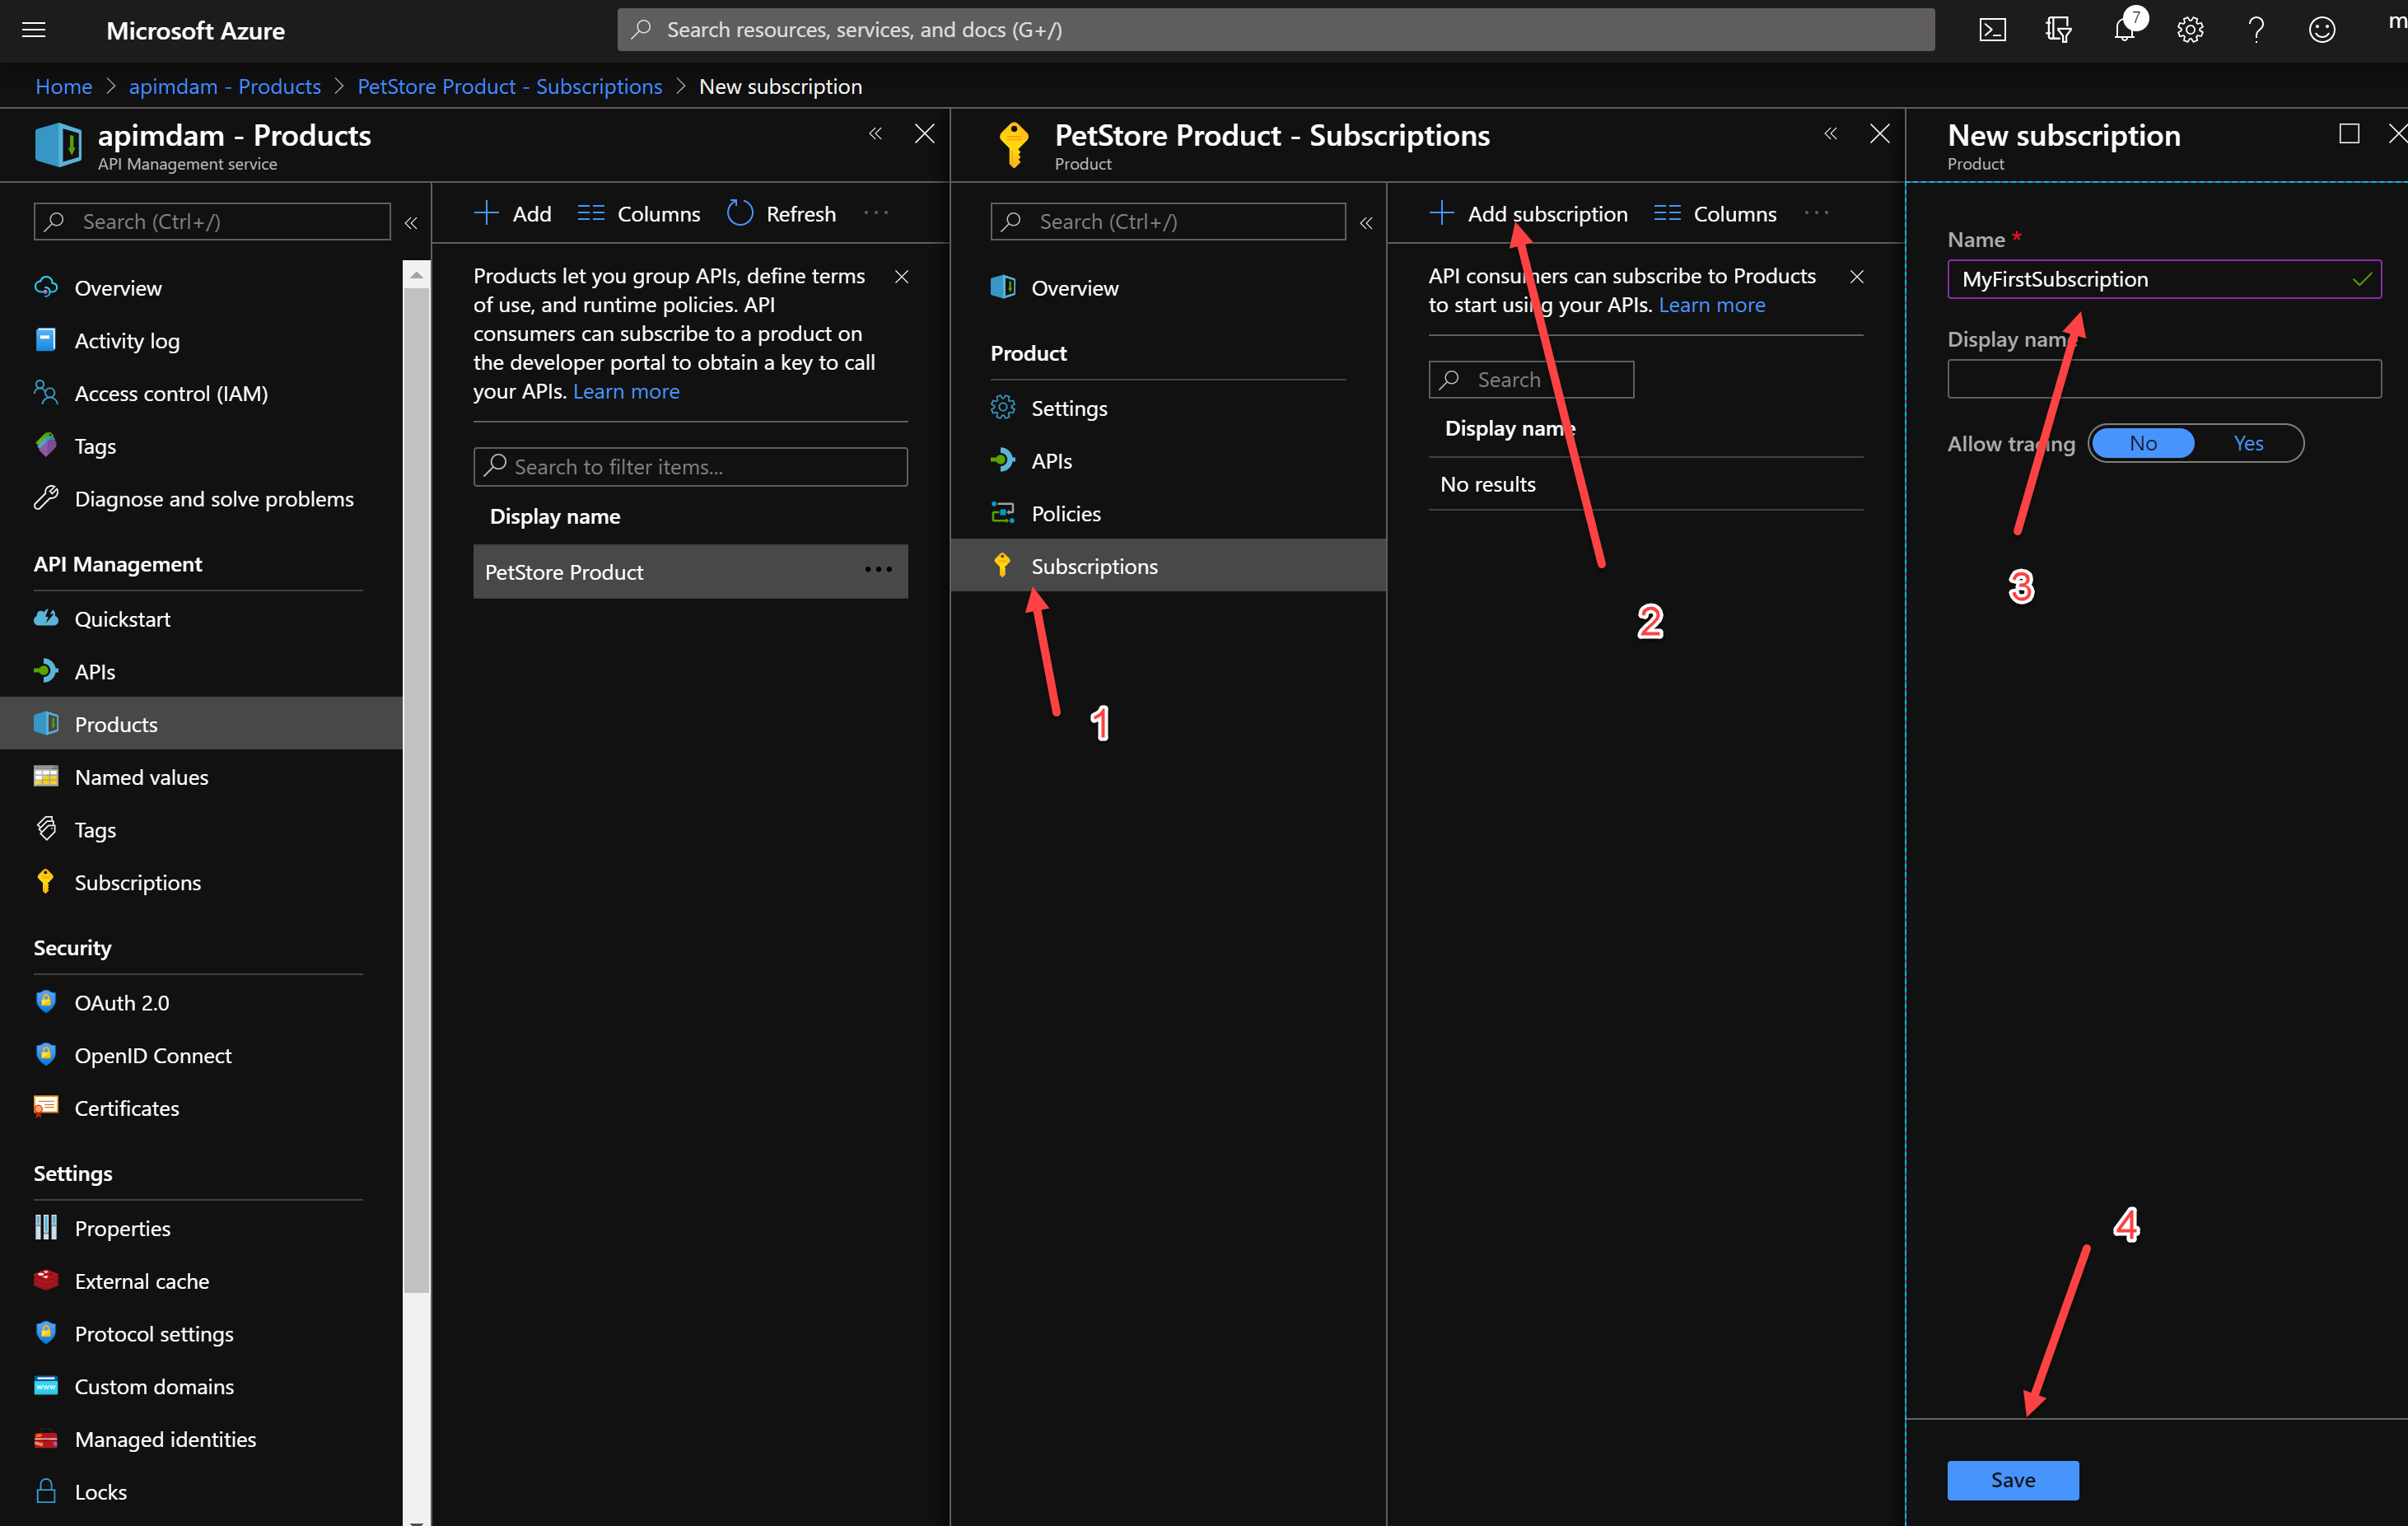 Microsoft Azure
Search resources, services, and docs (G+/)
7
m
Home > apimdam - Products > PetStore Product - Subscriptions > New subscription
apimdam - Products
API Management service
Search (Ctrl+/)
Overview
Activity log
Access control (IAM)
Tags
Diagnose and solve problems
API Management
Quickstart
APIs
Products
Named values
Tags
Subscriptions
Security
OAuth 2.0
OpenID Connect
Certificates
Settings
Properties
External cache
Protocol settings
Custom domains
Managed identities
Locks
Add Columns Refresh ...
Products let you group APIs, define terms
of use, and runtime policies. API
consumers can subscribe to a product on
the developer portal to obtain a key to call
your APIs. Learn more
Search to filter items...
Display name
PetStore Product ...
PetStore Product - Subscriptions
Product
Search (Ctrl+/)
Overview
Product
Settings
APIs
Policies
Subscriptions
1
Add subscription Columns ...
API consumers can subscribe to Products
to start using your APIs. Learn more
Search
Display name
No results
2
New subscription
Product
Name *
MyFirstSubscription
Display name
Allow tracing No Yes
3
4
Save